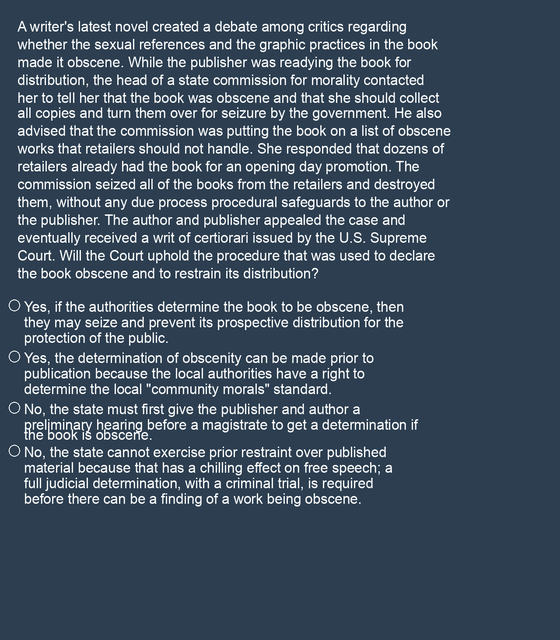 A writer's latest novel created a debate among critics regarding
whether the sexual references and the graphic practices in the book
made it obscene. While the publisher was readying the book for
distribution, the head of a state commission for morality contacted
her to tell her that the book was obscene and that she should collect
all copies and turn them over for seizure by the government. He also
advised that the commission was putting the book on a list of obscene
works that retailers should not handle. She responded that dozens of
retailers already had the book for an opening day promotion. The
commission seized all of the books from the retailers and destroyed
them, without any due process procedural safeguards to the author or
the publisher. The author and publisher appealed the case and
eventually received a writ of certiorari issued by the U.S. Supreme
Court. Will the Court uphold the procedure that was used to declare
the book obscene and to restrain its distribution?
Yes, if the authorities determine the book to be obscene, then
they may seize and prevent its prospective distribution for the
protection of the public.
Yes, the determination of obscenity can be made prior to
publication because the local authorities have a right to
determine the local "community morals" standard.
No, the state must first give the publisher and author a
preliminary hearing before a magistrate to get a determination if
the book is obscene.
No, the state cannot exercise prior restraint over published
material because that has a chilling effect on free speech; a
full judicial determination, with a criminal trial, is required
before there can be a finding of a work being obscene.